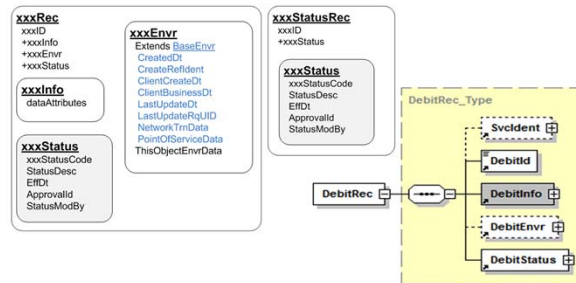 xxxRec
xxxID
+xxxInfo
+xxxEnvr
+xxxStatus
xxxInfo
dataAttributes
xxxStatus
xxxStatusCode
StatusDesc
EffDt
ApprovalId
StatusModBy
xxxEnvr
Extends BaseEnvr
CreatedDt
CreateRefIdent
ClientCreateDt
ClientBusinessDt
LastUpdateDt
LastUpdateRqUID
NetworkTrnData
PointOfServiceData
ThisObjectEnvrData
xxxStatusRec
xxxID
+xxxStatus
xxxStatus
xxxStatusCode
StatusDesc
EffDt
ApprovalId
StatusModBy
DebitRec_Type
DebitRec
SvcIdent
DebitId
DebitInfo
DebitEnvr
DebitStatus